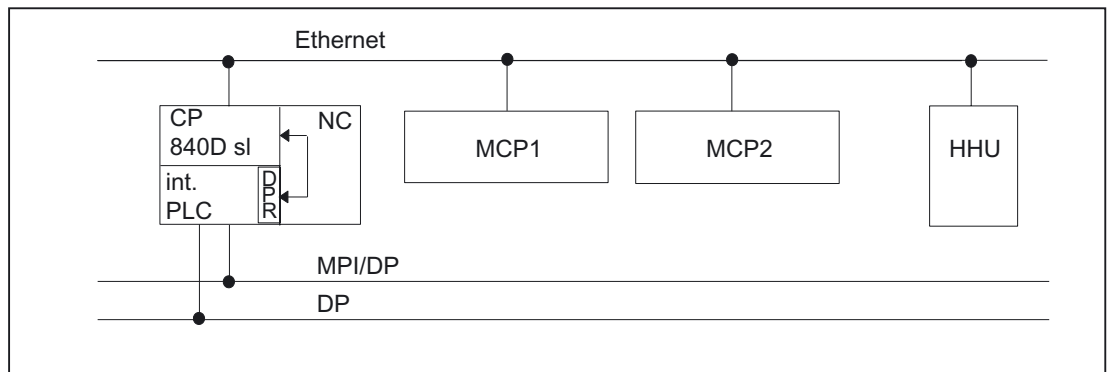 Ethernet
CP
840D sl
NC
int.
PLC
D
P
R
MCP1
MCP2
HHU
MPI/DP
DP